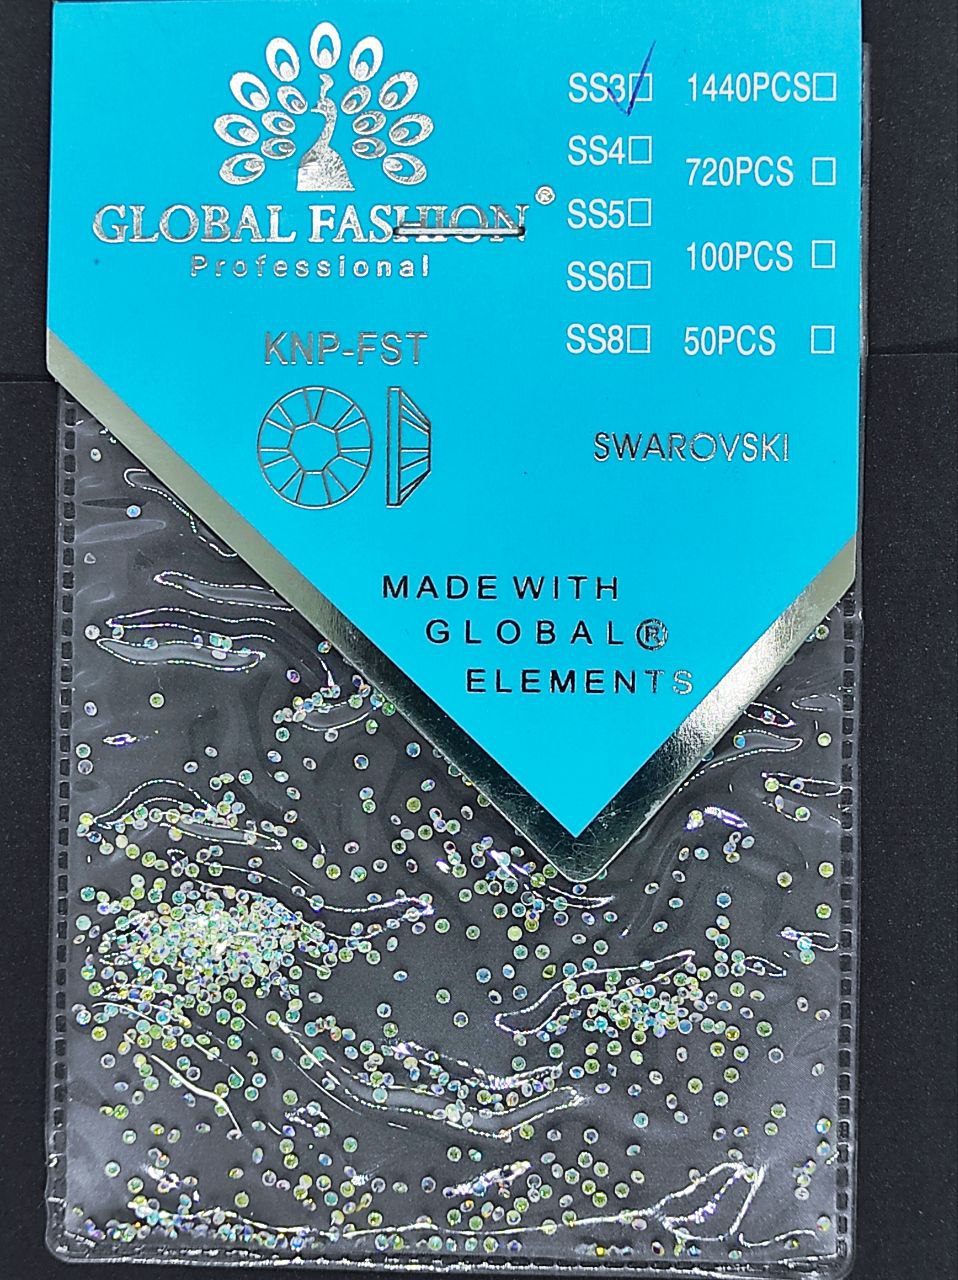 GLOBAL FASHION ®
Professional
KNP-FST
SS3☐ 1440PCS☐
SS4☐
720PCS ☐
SS5☐
100PCS ☐
SS6☐
SS8☐ 50PCS ☐
SWAROVSKI
MADE WITH
GLOBAL®
ELEMENTS